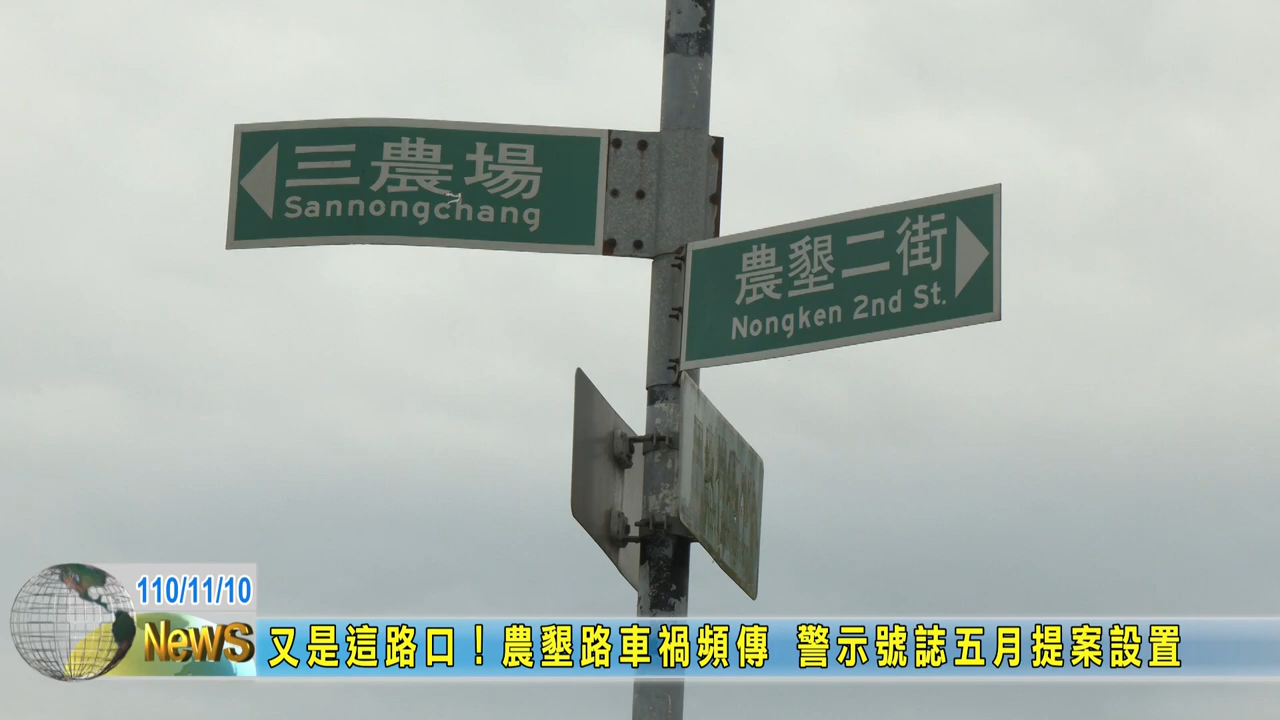 三農場
Sannongchang
農墾二街
Nongken 2nd St.
110/11/10
NewS
又是這路口！農墾路車禍頻傳 警示號誌五月提案設置